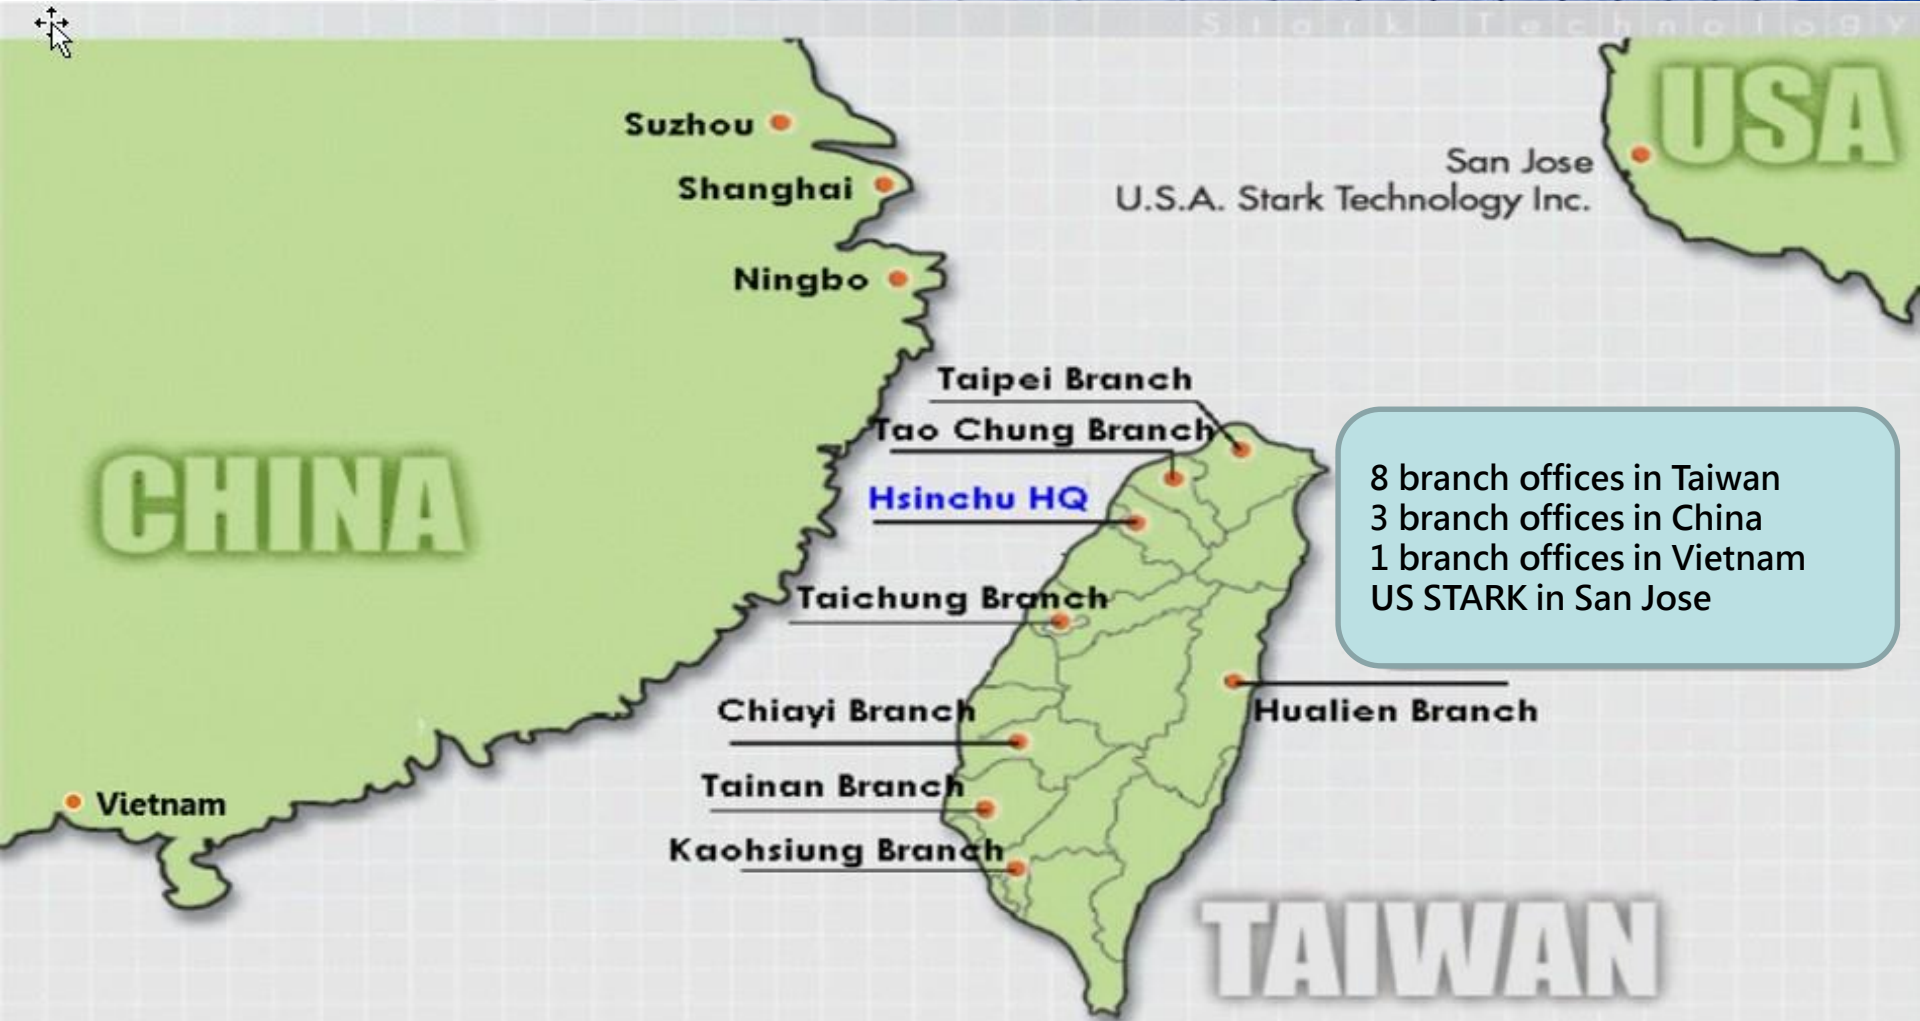 Stark Technology
USA
Suzhou
San Jose
U.S.A. Stark Technology Inc.
Shanghai
Ningbo
Taipei Branch
Tao Chung Branch
Hsinchu HQ
CHINA
8 branch offices in Taiwan
3 branch offices in China
1 branch offices in Vietnam
US STARK in San Jose
Taichung Branch
Chiayi Branch
Hualien Branch
Tainan Branch
Vietnam
Kaohsiung Branch
TAIWAN